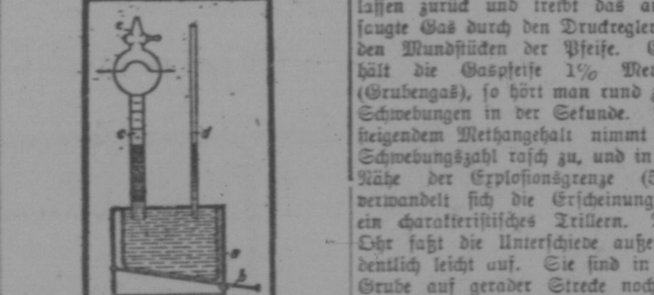 c
e
d
a
b
lassen zurück und treibt das
saugte Gas durch den Druckregler
den Mundstücken der Pfeife.
hält die Gaspfeife 1%
(Grubengas), so hört man rund
Schwebungen in der Sekunde.
steigendem Methangehalt nimmt
Schwebungszahl rasch zu, und in
Nähe der Explosionsgrenze (5
verwandelt sich die Erscheinung
ein charakteristisches Trillern.
Ohr faßt die Unterschiede auße
dentlich leicht auf. Sie sind in
Grube auf gerader Strecke noch